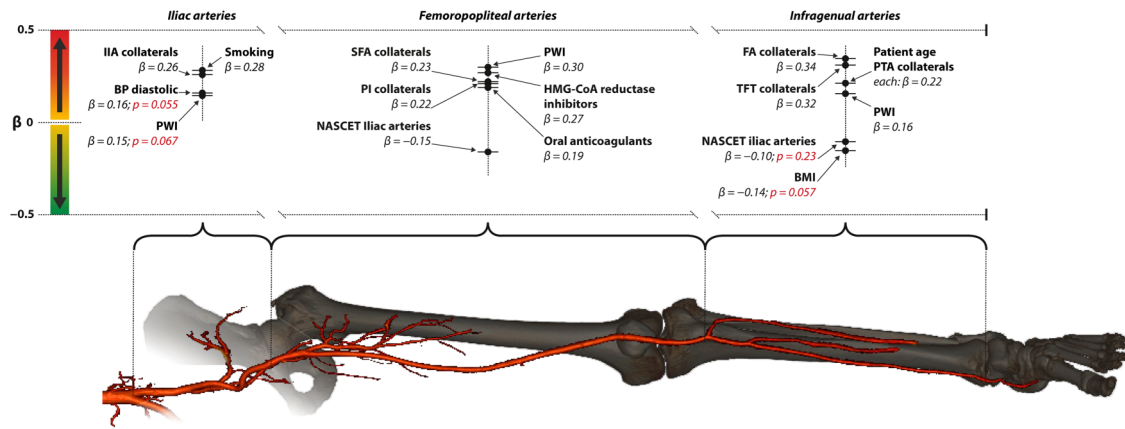 Iliac arteries
Femoropopliteal arteries
Infragenual arteries
0.5
β 0
−0.5
IIA collaterals
β = 0.26
Smoking
β = 0.28
BP diastolic
β = 0.16; p = 0.055
PWI
β = 0.15; p = 0.067
SFA collaterals
β = 0.23
PI collaterals
β = 0.22
NASCET Iliac arteries
β = −0.15
PWI
β = 0.30
HMG-CoA reductase
inhibitors
β = 0.27
Oral anticoagulants
β = 0.19
FA collaterals
β = 0.34
TFT collaterals
β = 0.32
NASCET iliac arteries
β = −0.10; p = 0.23
BMI
β = −0.14; p = 0.057
Patient age
PTA collaterals
each: β = 0.22
PWI
β = 0.16